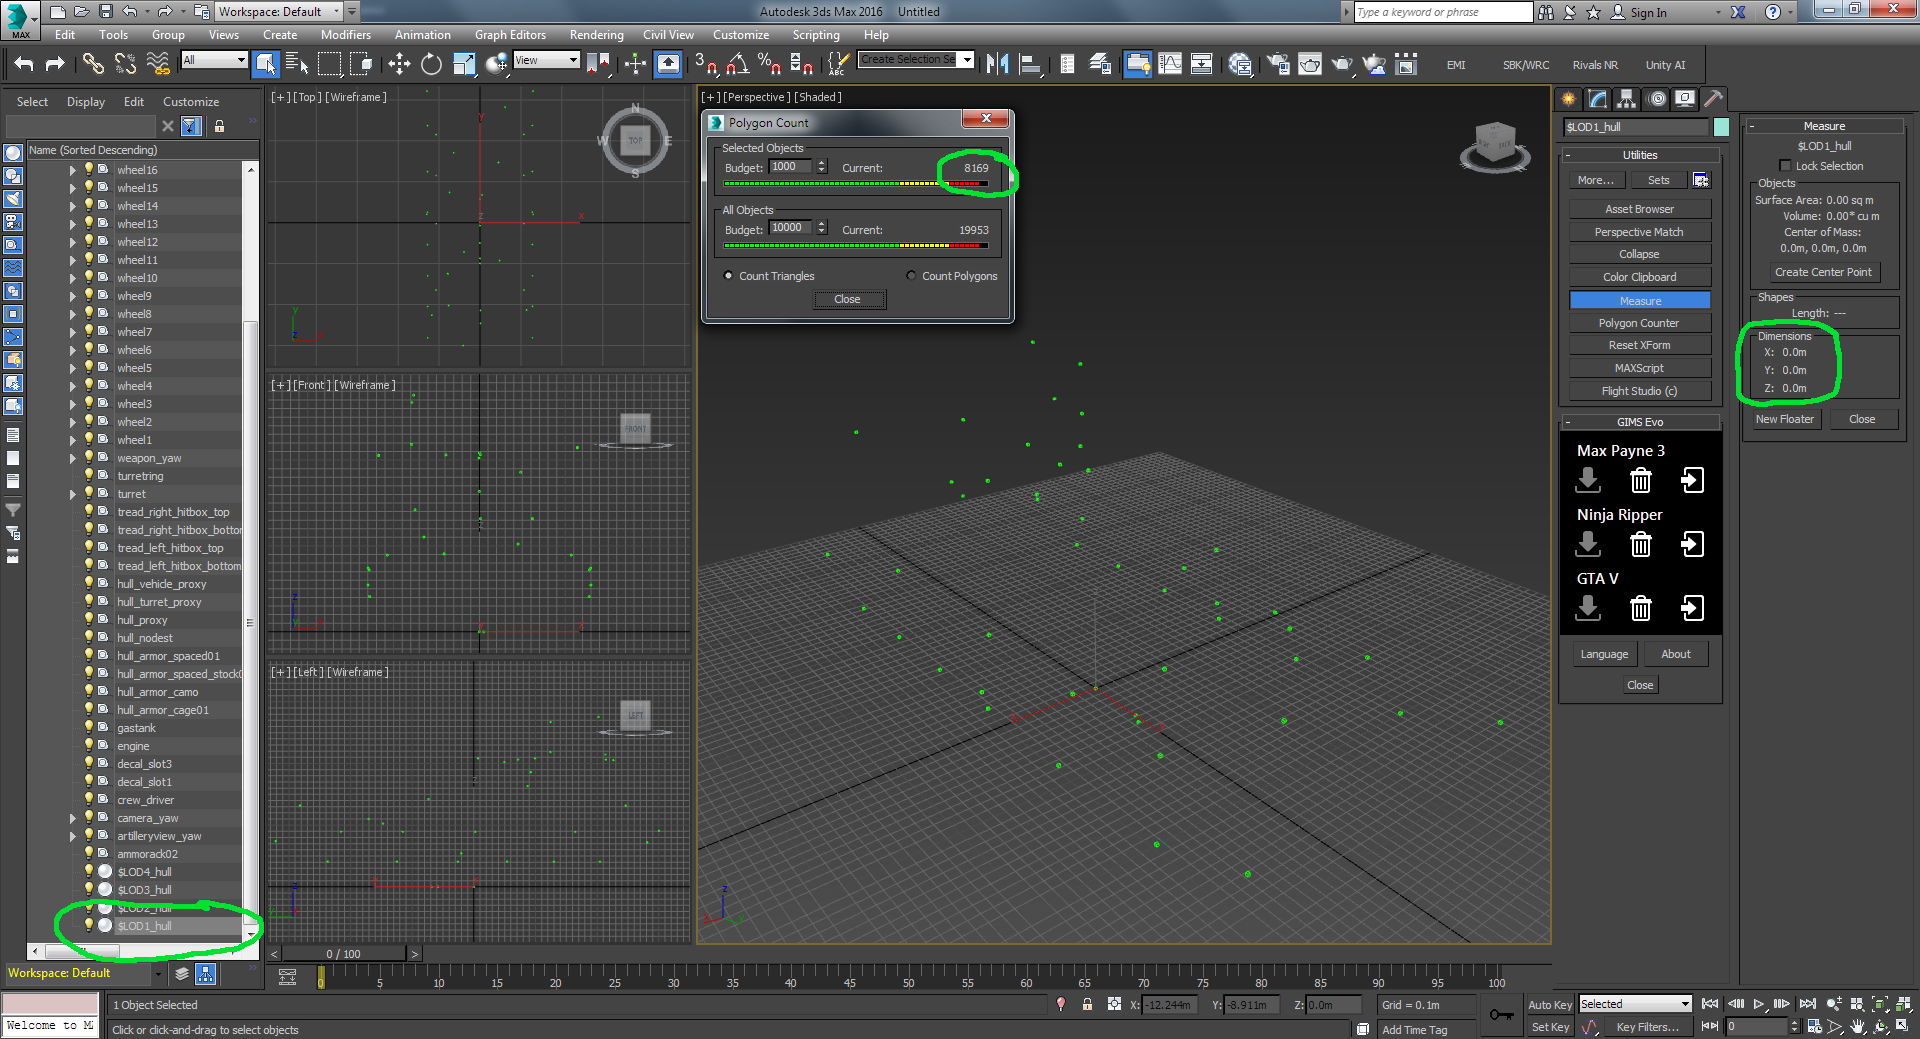 Workspace: Default
Autodesk 3ds Max 2016    Untitled
Type a keyword or phrase
Sign In
MAX
Edit Tools Group Views Create Modifiers Animation Graph Editors Rendering Civil View Customize Scripting Help
All
View
Create Selection Se
EMI SBK/WRC Rivals NR Unity AI
Select Display Edit Customize
Name (Sorted Descending)
wheel16
wheel15
wheel14
wheel13
wheel12
wheel11
wheel10
wheel9
wheel8
wheel7
wheel6
wheel5
wheel4
wheel3
wheel2
wheel1
weapon_yaw
turretring
turret
tread_right_hitbox_top
tread_right_hitbox_bottom
tread_left_hitbox_top
tread_left_hitbox_bottom
hull_vehicle_proxy
hull_turret_proxy
hull_proxy
hull_nodest
hull_armor_spaced01
hull_armor_spaced_stock0
hull_armor_camo
hull_armor_cage01
gastank
engine
decal_slot3
decal_slot1
crew_driver
camera_yaw
artilleryview_yaw
ammorack02
$LOD4_hull
$LOD3_hull
$LOD2_hull
$LOD1_hull
Workspace: Default
[+] [Top] [Wireframe]
N
W TOP E
S
[+] [Front] [Wireframe]
FRONT
[+] [Left] [Wireframe]
LEFT
[+] [Perspective] [Shaded]
Polygon Count
Selected Objects
Budget: 1000 Current: 8169
All Objects
Budget: 10000 Current: 19953
Count Triangles Count Polygons
Close
$LOD1_hull
Utilities
More... Sets
Asset Browser
Perspective Match
Collapse
Color Clipboard
Measure
Polygon Counter
Reset XForm
MAXScript
Flight Studio (c)
GIMS Evo
Max Payne 3
Ninja Ripper
GTA V
Language About
Close
Measure
$LOD1_hull
Lock Selection
Objects
Surface Area: 0.00 sq m
Volume: 0.00* cu m
Center of Mass:
0.0m, 0.0m, 0.0m
Create Center Point
Shapes
Length: ---
Dimensions
X: 0.0m
Y: 0.0m
Z: 0.0m
New Floater Close
0 / 100
0 5 10 15 20 25 30 35 40 45 50 55 60 65 70 75 80 85 90 95 100
1 Object Selected
X: -12.244m Y: -8.911m Z: 0.0m Grid = 0.1m
Auto Key Selected
Welcome to M
Click or click-and-drag to select objects
Add Time Tag
Set Key Key Filters... 0